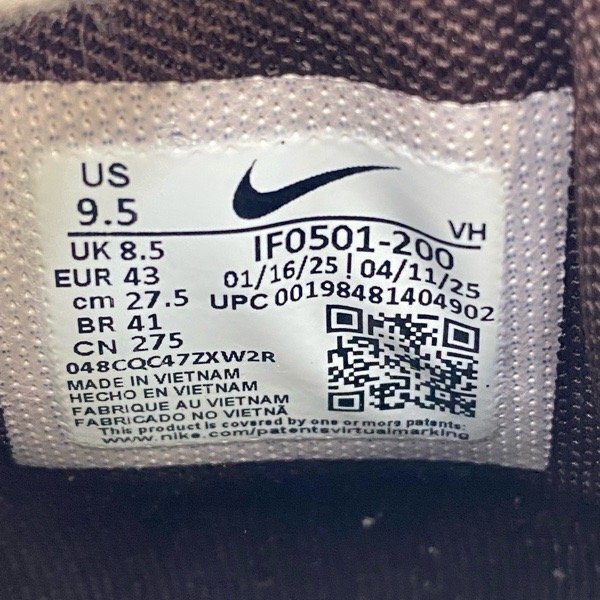 US
9.5
VH
UK 8.5
IF0501-200
EUR 43
01/16/25 ! 04/11/25
cm 27.5
UPC 00198481404902
BR 41
CN 275
048CQC47ZXW2R
MADE IN VIETNAM
HECHO EN VIETNAM
FABRIQUE AU VIETNAM
FABRICADO NO VIETNÃ
This product is covered by one or more patents:
www.nike.com/patentsvirtualmarking